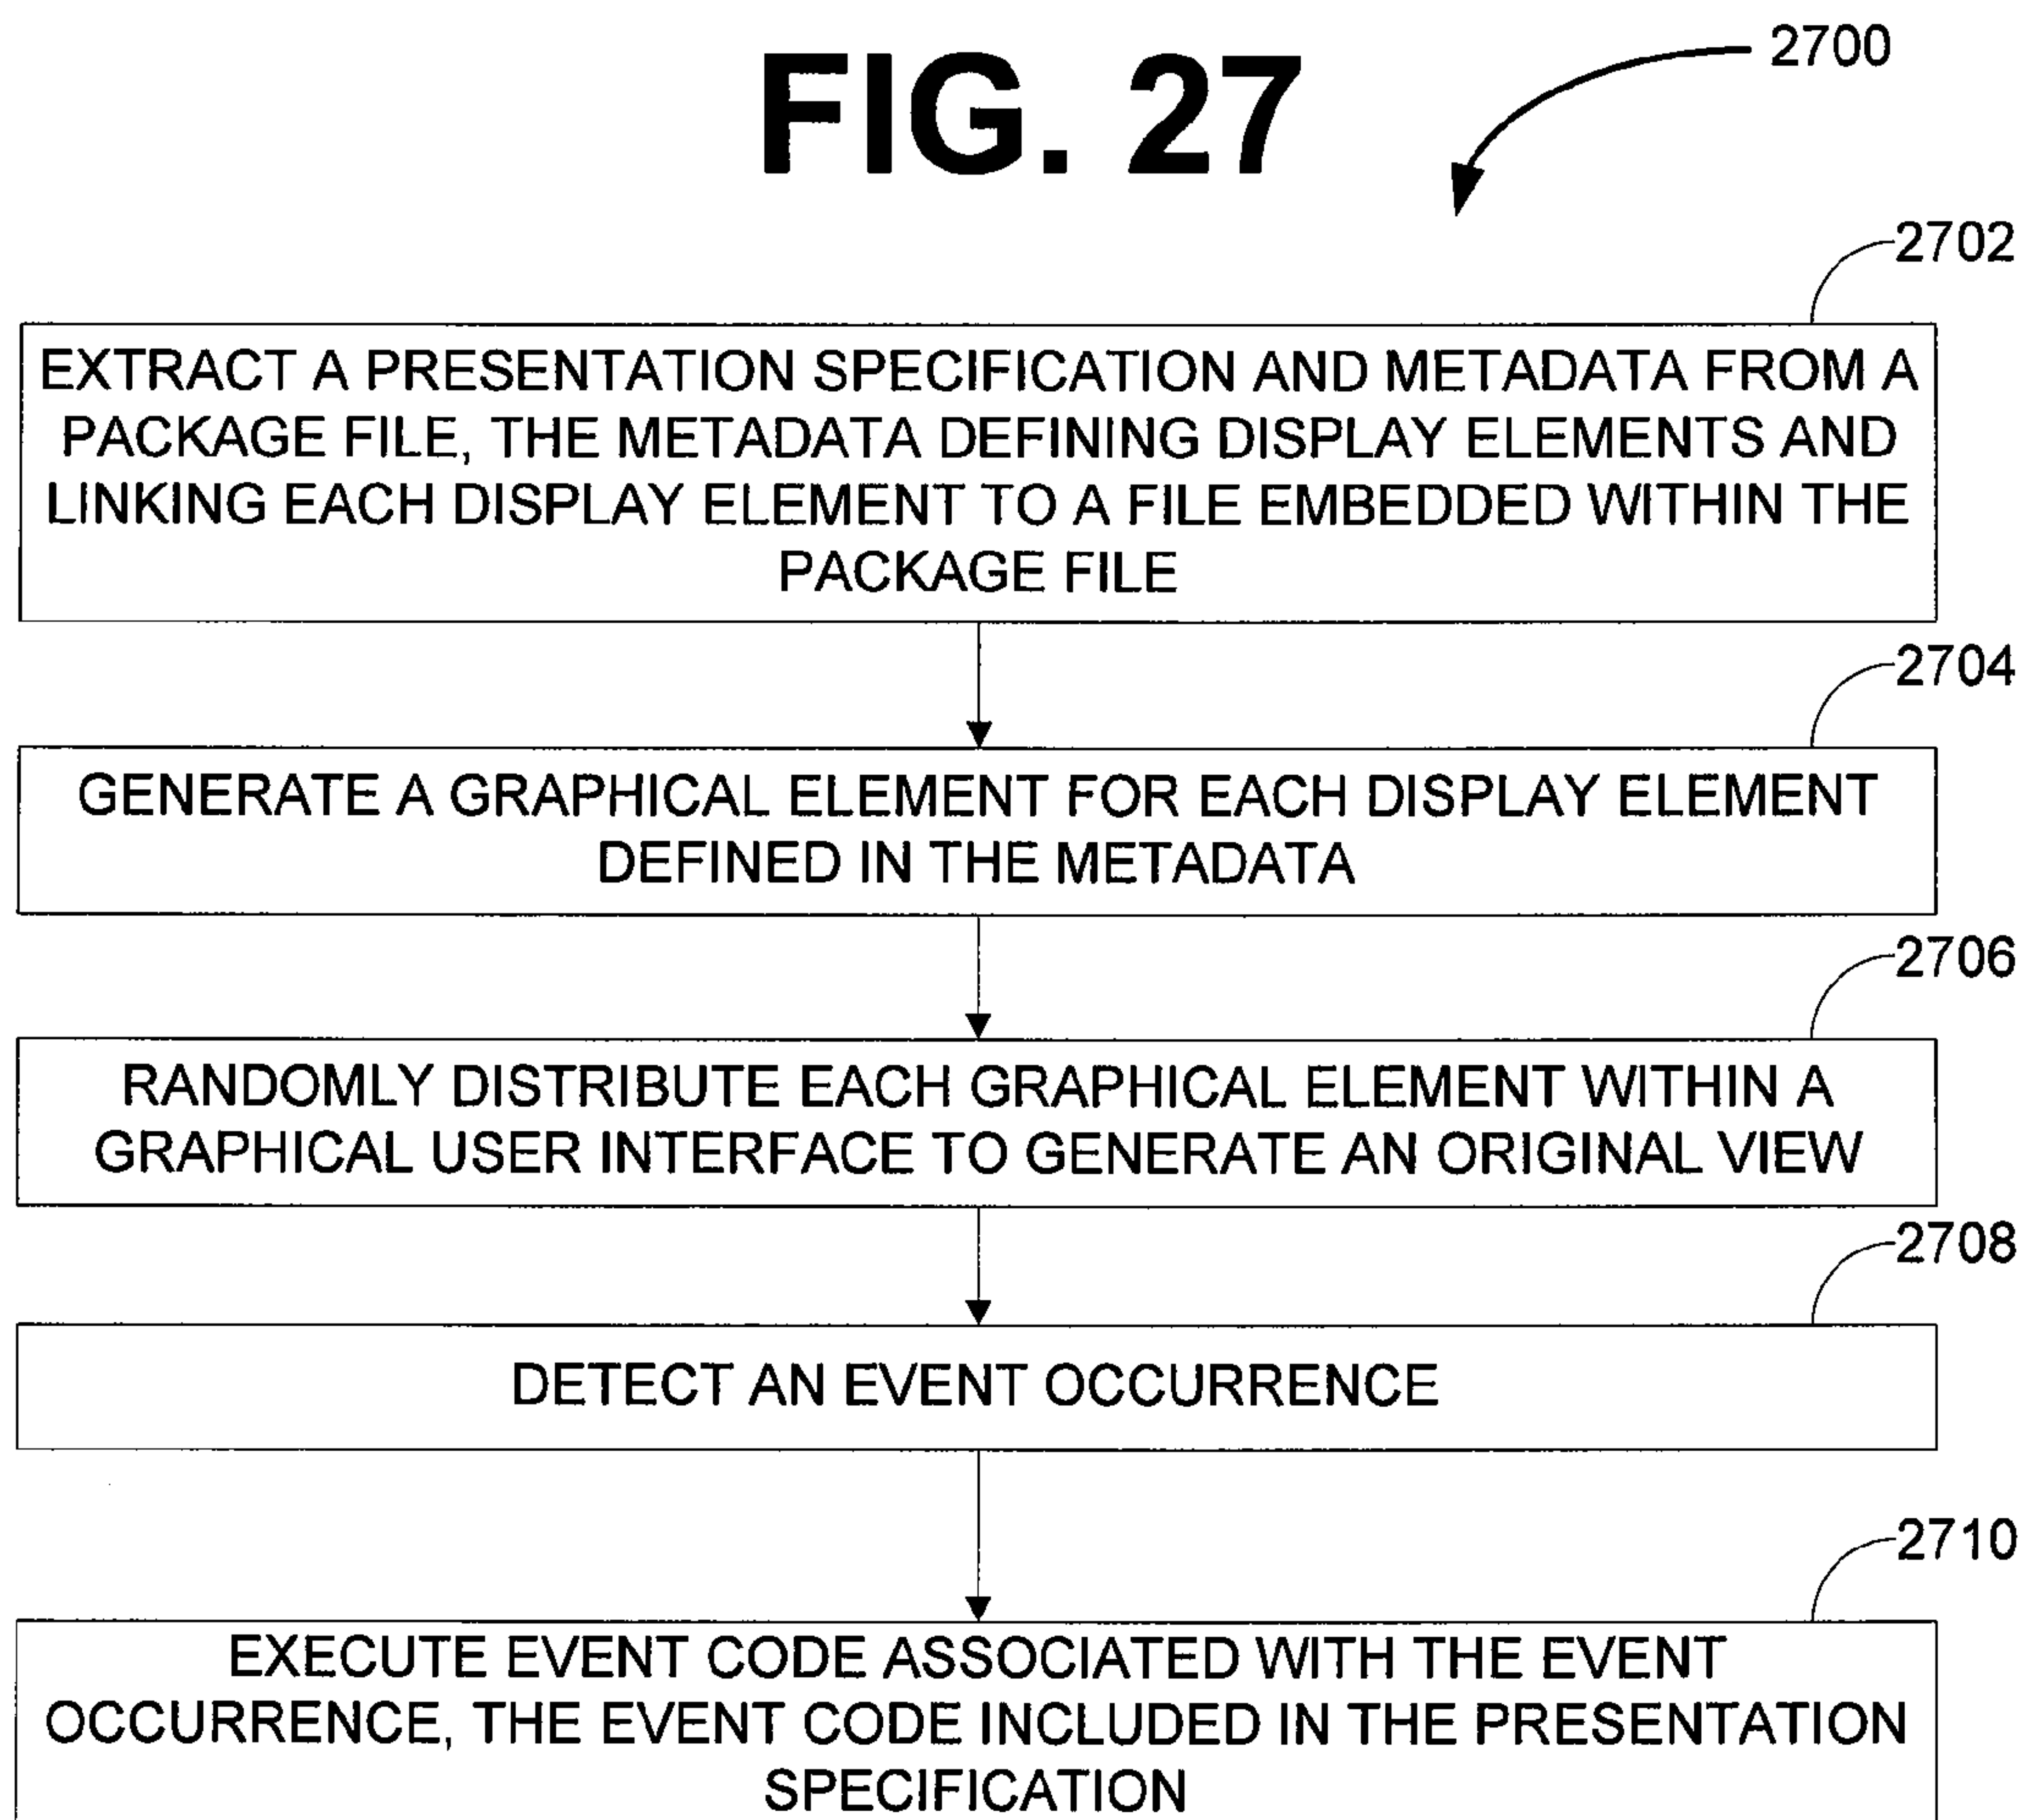 FIG. 27
2700
2702
EXTRACT A PRESENTATION SPECIFICATION AND METADATA FROM A
PACKAGE FILE, THE METADATA DEFINING DISPLAY ELEMENTS AND
LINKING EACH DISPLAY ELEMENT TO A FILE EMBEDDED WITHIN THE
PACKAGE FILE
2704
GENERATE A GRAPHICAL ELEMENT FOR EACH DISPLAY ELEMENT
DEFINED IN THE METADATA
2706
RANDOMLY DISTRIBUTE EACH GRAPHICAL ELEMENT WITHIN A
GRAPHICAL USER INTERFACE TO GENERATE AN ORIGINAL VIEW
2708
DETECT AN EVENT OCCURRENCE
2710
EXECUTE EVENT CODE ASSOCIATED WITH THE EVENT
OCCURRENCE, THE EVENT CODE INCLUDED IN THE PRESENTATION
SPECIFICATION